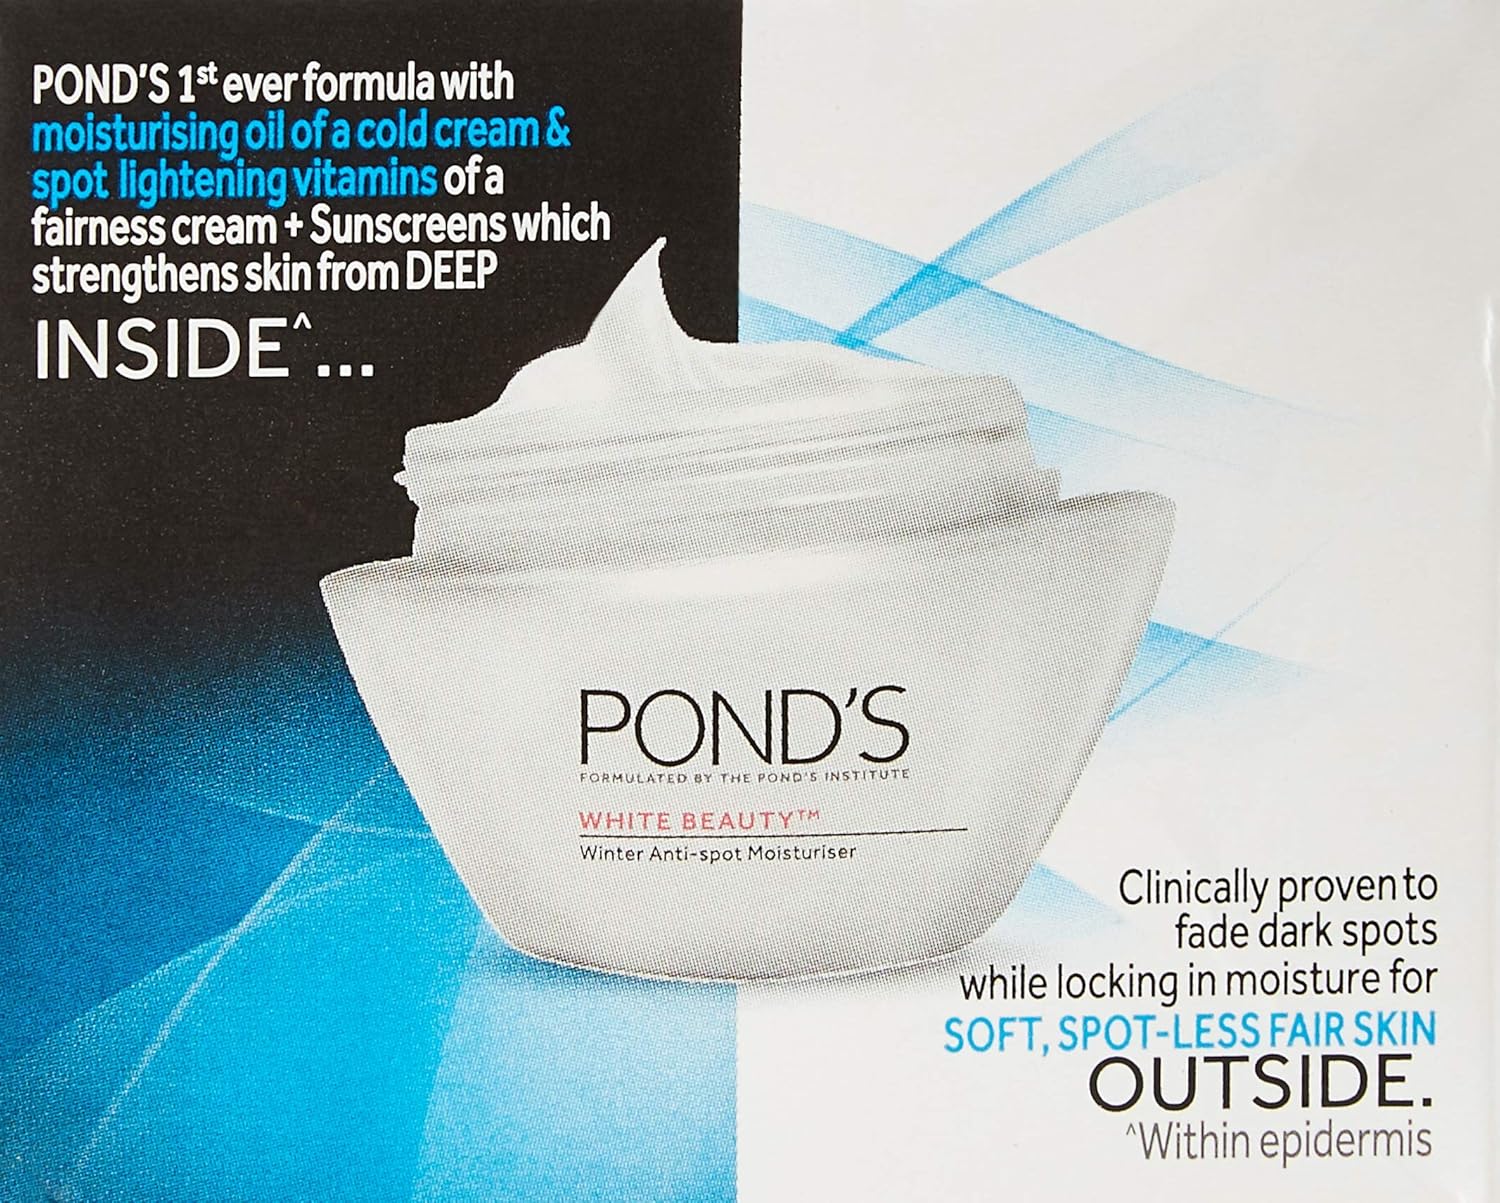 POND'S 1st ever formula with
moisturising oil of a cold cream &
spot lightening vitamins of a
fairness cream + Sunscreens which
strengthens skin from DEEP
INSIDE^...
POND'S
FORMULATED BY THE POND'S INSTITUTE
WHITE BEAUTY™
Winter Anti-spot Moisturiser
Clinically proven to
fade dark spots
while locking in moisture for
SOFT, SPOT-LESS FAIR SKIN
OUTSIDE.
^Within epidermis